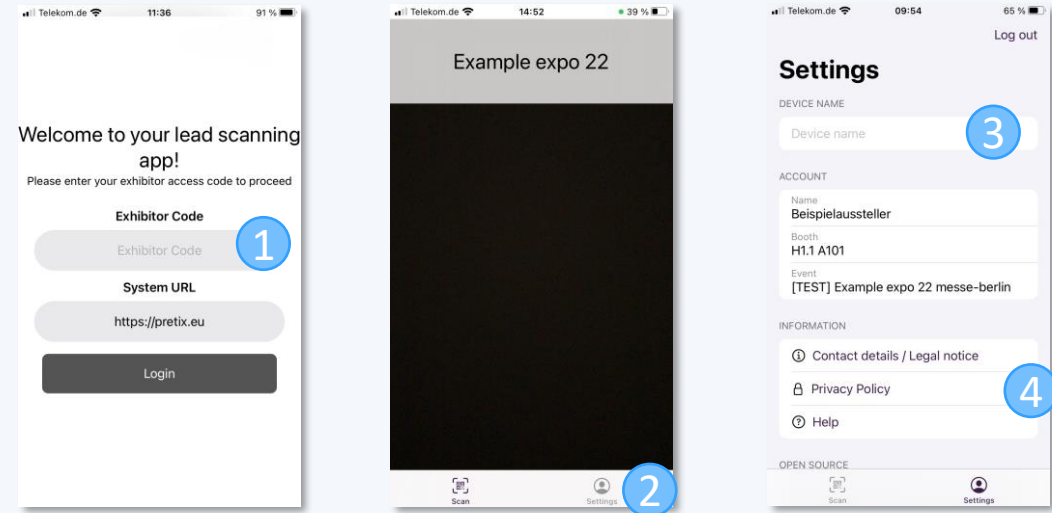 Telekom.de 11:36 91 %
Welcome to your lead scanning
app!
Please enter your exhibitor access code to proceed
Exhibitor Code
Exhibitor Code
1
System URL
https://pretix.eu
Login
Telekom.de 14:52 39 %
Example expo 22
Scan
Settings
2
Telekom.de 09:54 65 %
Log out
Settings
DEVICE NAME
Device name
3
ACCOUNT
Name
Beispielaussteller
Booth
H1.1 A101
Event
[TEST] Example expo 22 messe-berlin
INFORMATION
Contact details / Legal notice
Privacy Policy
4
Help
OPEN SOURCE
Scan
Settings